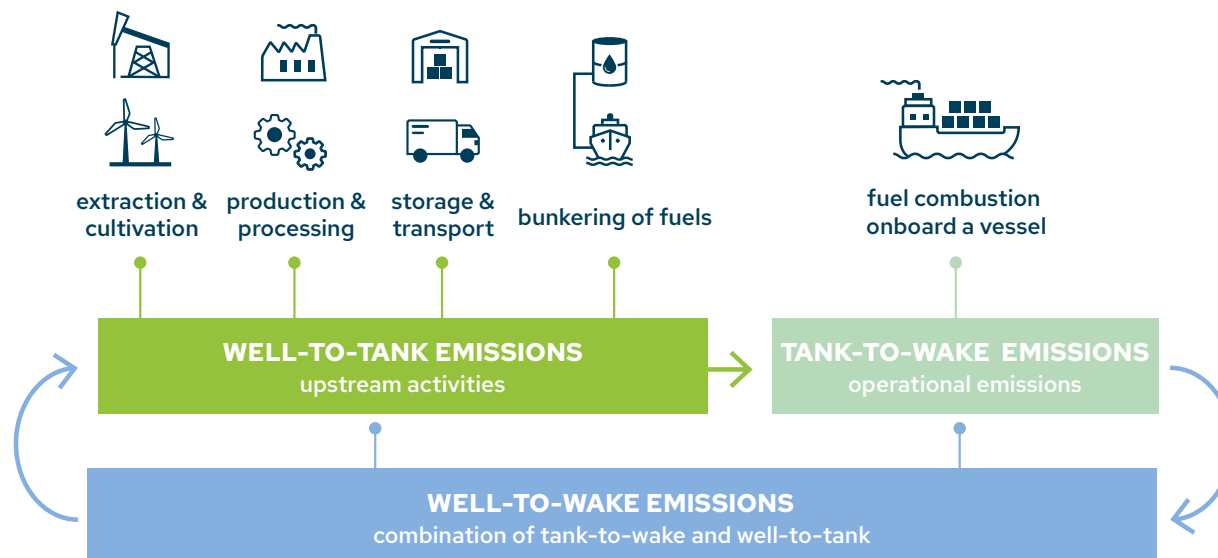 extraction &
cultivation
production &
processing
storage &
transport
bunkering of fuels
fuel combustion
onboard a vessel
WELL-TO-TANK EMISSIONS
upstream activities
TANK-TO-WAKE EMISSIONS
operational emissions
WELL-TO-WAKE EMISSIONS
combination of tank-to-wake and well-to-tank